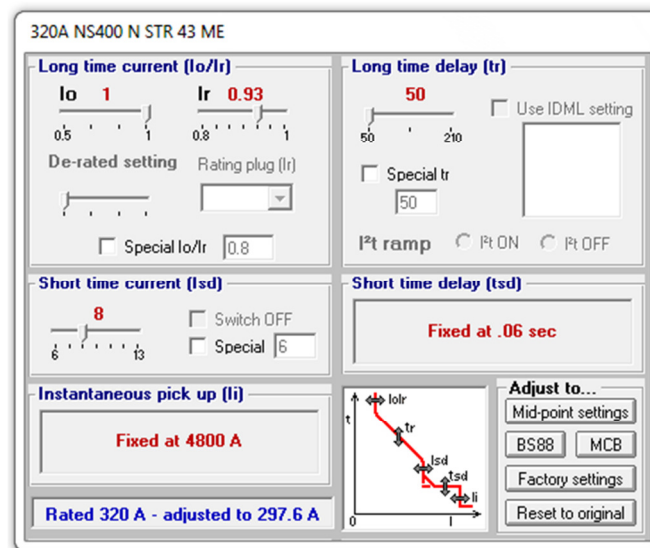 320A NS400 N STR 43 ME
Long time current (Io/Ir)
Io 1 Ir 0.93
0.5 1 0.8 1
De-rated setting Rating plug (Ir)
Special Io/Ir 0.8
Long time delay (tr)
50
50 210
Use IDML setting
Special tr
50
I²t ramp I²t ON I²t OFF
Short time current (Isd)
8
6 13
Switch OFF
Special 6
Short time delay (tsd)
Fixed at .06 sec
Instantaneous pick up (Ii)
Fixed at 4800 A
Rated 320 A - adjusted to 297.6 A
t
IoIr
tr
Isd
tsd
Ii
0 I
Adjust to...
Mid-point settings
BS88 MCB
Factory settings
Reset to original